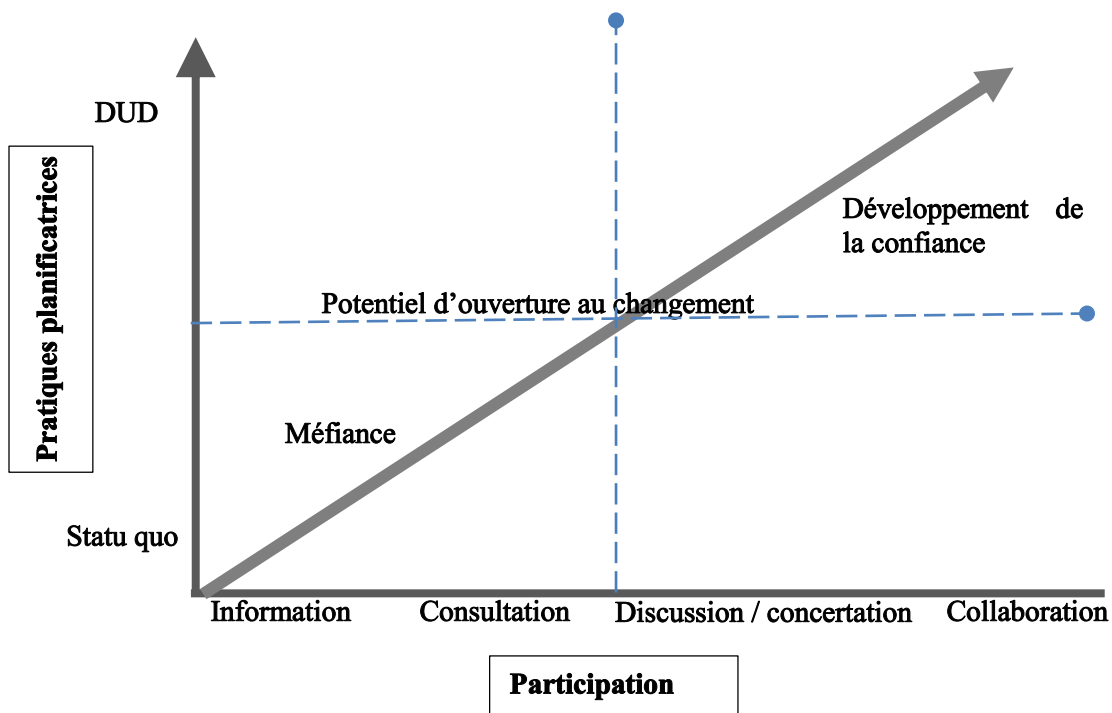 DUD
Pratiques planificatrices
Développement de
la confiance
Potentiel d’ouverture au changement
Méfiance
Statu quo
Information
Consultation
Discussion / concertation
Collaboration
Participation